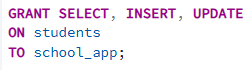 GRANT SELECT, INSERT, UPDATE
ON students
TO school_app;